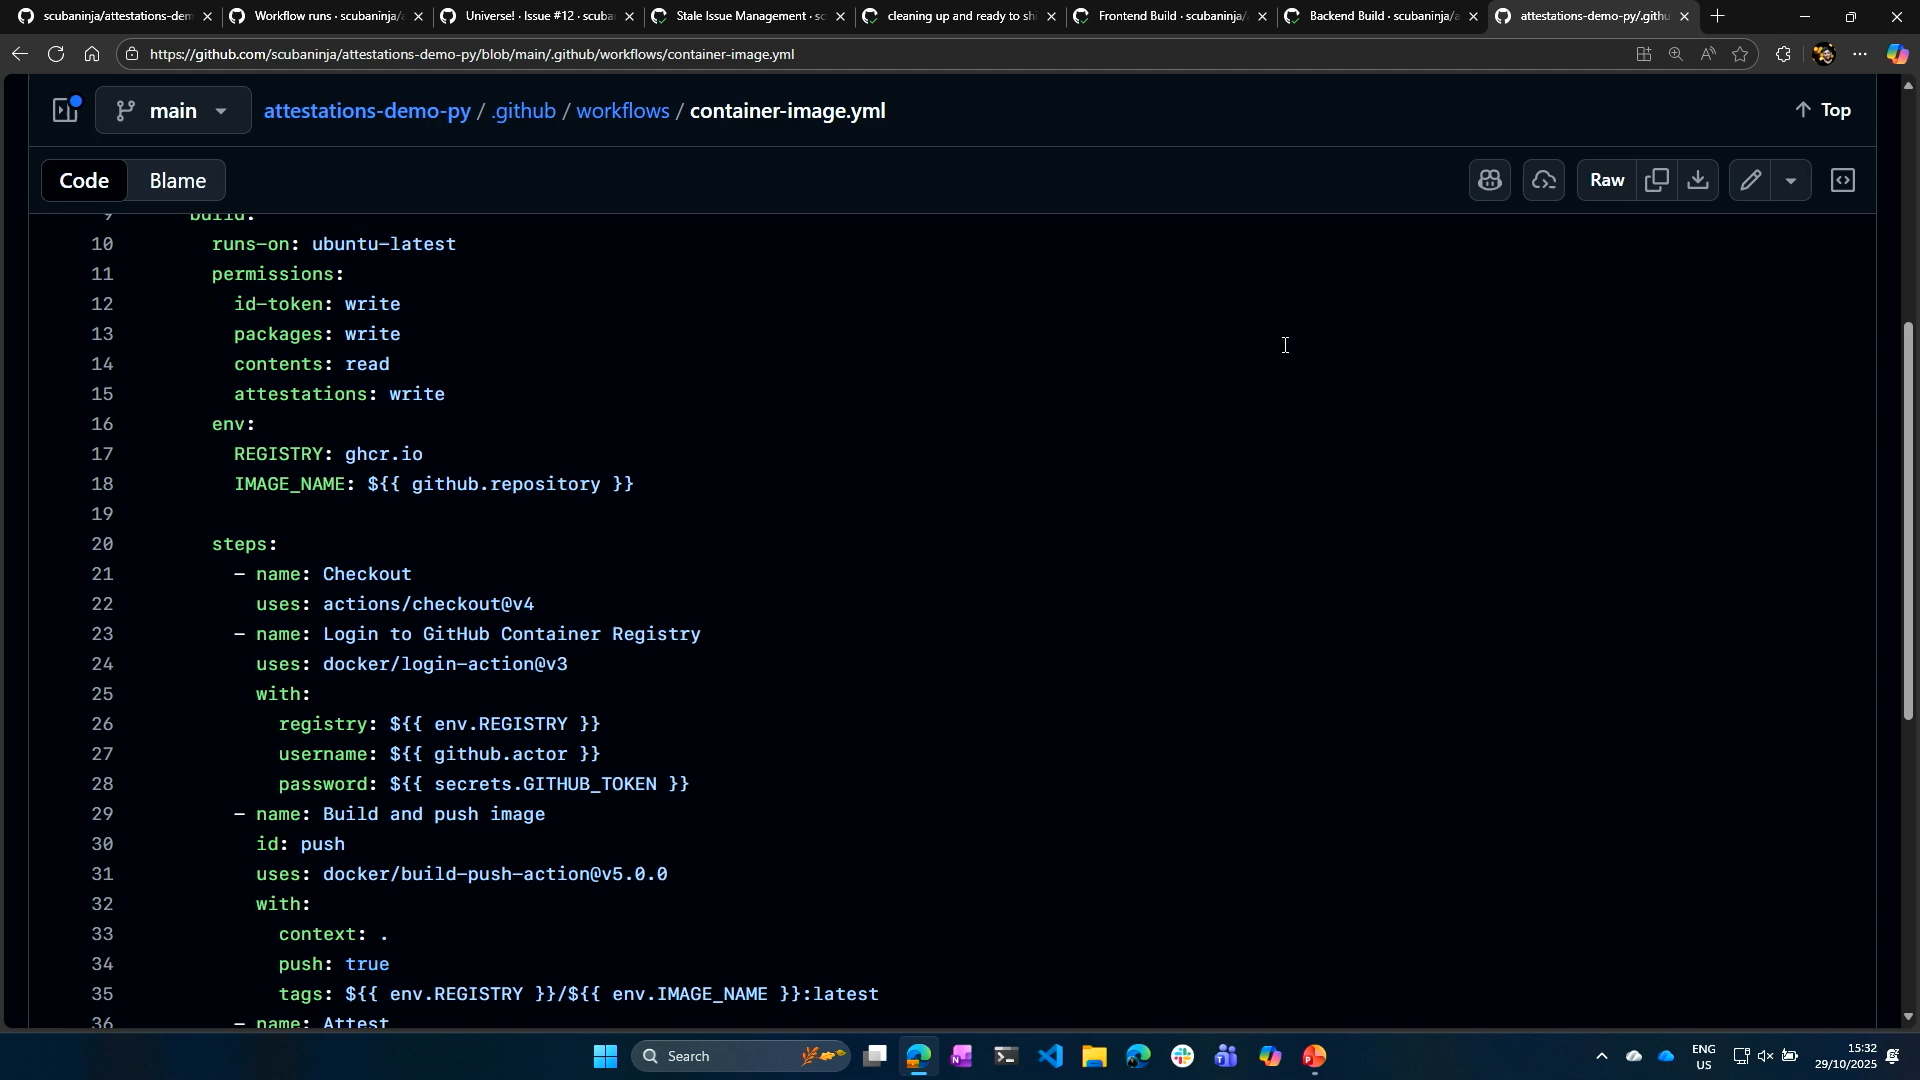 scubaninja/attestations-dem
Workflow runs · scubaninja/
Universe! · Issue #12 · scuba
Stale Issue Management · sc
cleaning up and ready to shi
Frontend Build · scubaninja/
Backend Build · scubaninja/a
attestations-demo-py/.githu
https://github.com/scubaninja/attestations-demo-py/blob/main/.github/workflows/container-image.yml
main
attestations-demo-py / .github / workflows / container-image.yml
Top
Code
Blame
Raw
9 build:
10 runs-on: ubuntu-latest
11 permissions:
12 id-token: write
13 packages: write
14 contents: read
15 attestations: write
16 env:
17 REGISTRY: ghcr.io
18 IMAGE_NAME: ${{ github.repository }}
19
20 steps:
21 - name: Checkout
22 uses: actions/checkout@v4
23 - name: Login to GitHub Container Registry
24 uses: docker/login-action@v3
25 with:
26 registry: ${{ env.REGISTRY }}
27 username: ${{ github.actor }}
28 password: ${{ secrets.GITHUB_TOKEN }}
29 - name: Build and push image
30 id: push
31 uses: docker/build-push-action@v5.0.0
32 with:
33 context: .
34 push: true
35 tags: ${{ env.REGISTRY }}/${{ env.IMAGE_NAME }}:latest
36 - name: Attest
Search
ENG
US
15:32
29/10/2025